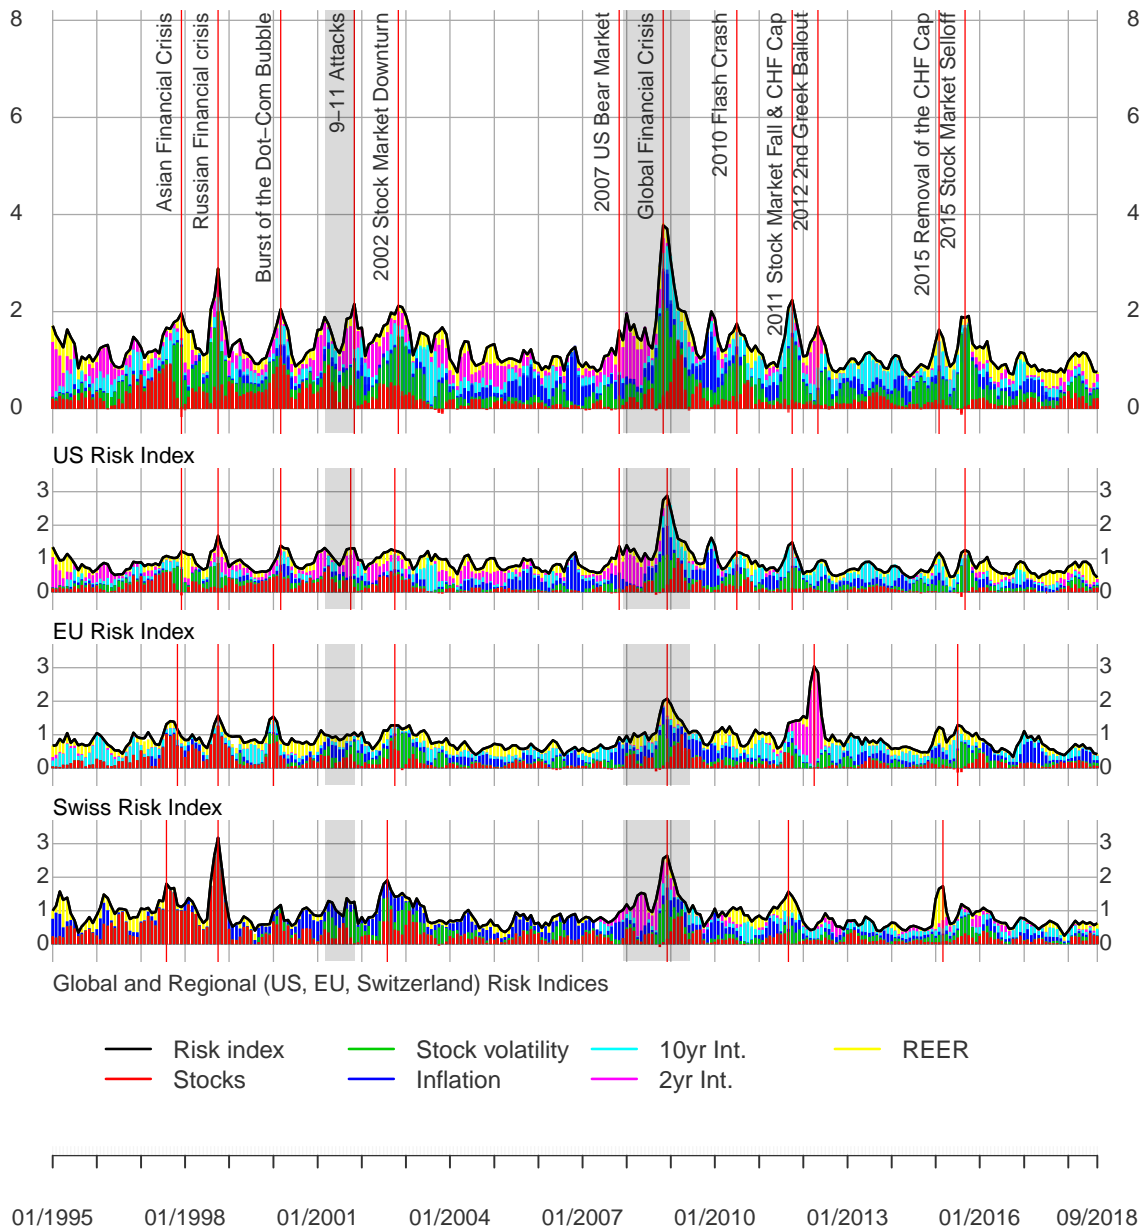 8 8
6 6
4 4
2 2
0 0
Asian Financial Crisis
Russian Financial crisis
Burst of the Dot–Com Bubble
9–11 Attacks
2002 Stock Market Downturn
2007 US Bear Market
Global Financial Crisis
2010 Flash Crash
2011 Stock Market Fall & CHF Cap
2012 2nd Greek Bailout
2015 Removal of the CHF Cap
2015 Stock Market Selloff
US Risk Index
3 3
2 2
1 1
0 0
EU Risk Index
3 3
2 2
1 1
0 0
Swiss Risk Index
3 3
2 2
1 1
0 0
Global and Regional (US, EU, Switzerland) Risk Indices
Risk index Stock volatility 10yr Int. REER
Stocks Inflation 2yr Int.
01/1995 01/1998 01/2001 01/2004 01/2007 01/2010 01/2013 01/2016 09/2018